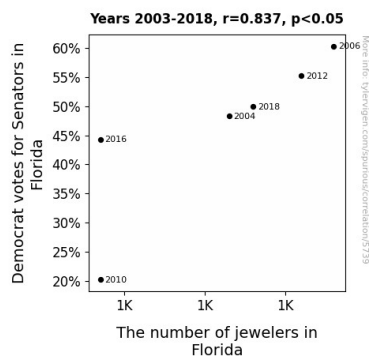 Years 2003-2018, r=0.837, p<0.05
Democrat votes for Senators in
Florida
60%
55%
50%
45%
40%
35%
30%
25%
20%
2006
2012
2018
2004
2016
2010
1K
1K
1K
The number of jewelers in
Florida
More info: tylervigen.com/spurious/correlation/5739